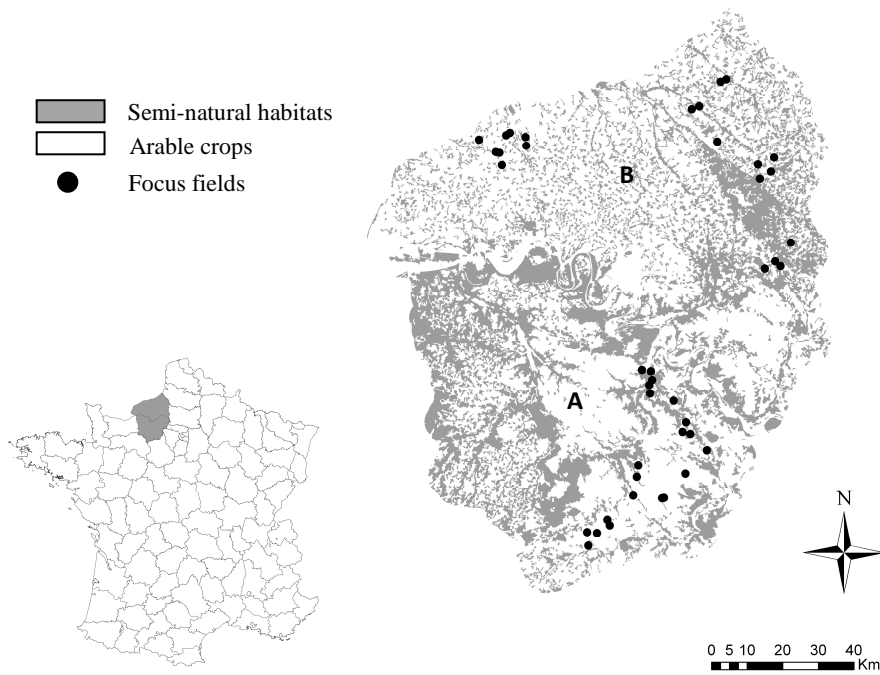 Semi-natural habitats
Arable crops
Focus fields
B
A
N
0 5 10 20 30 40
Km